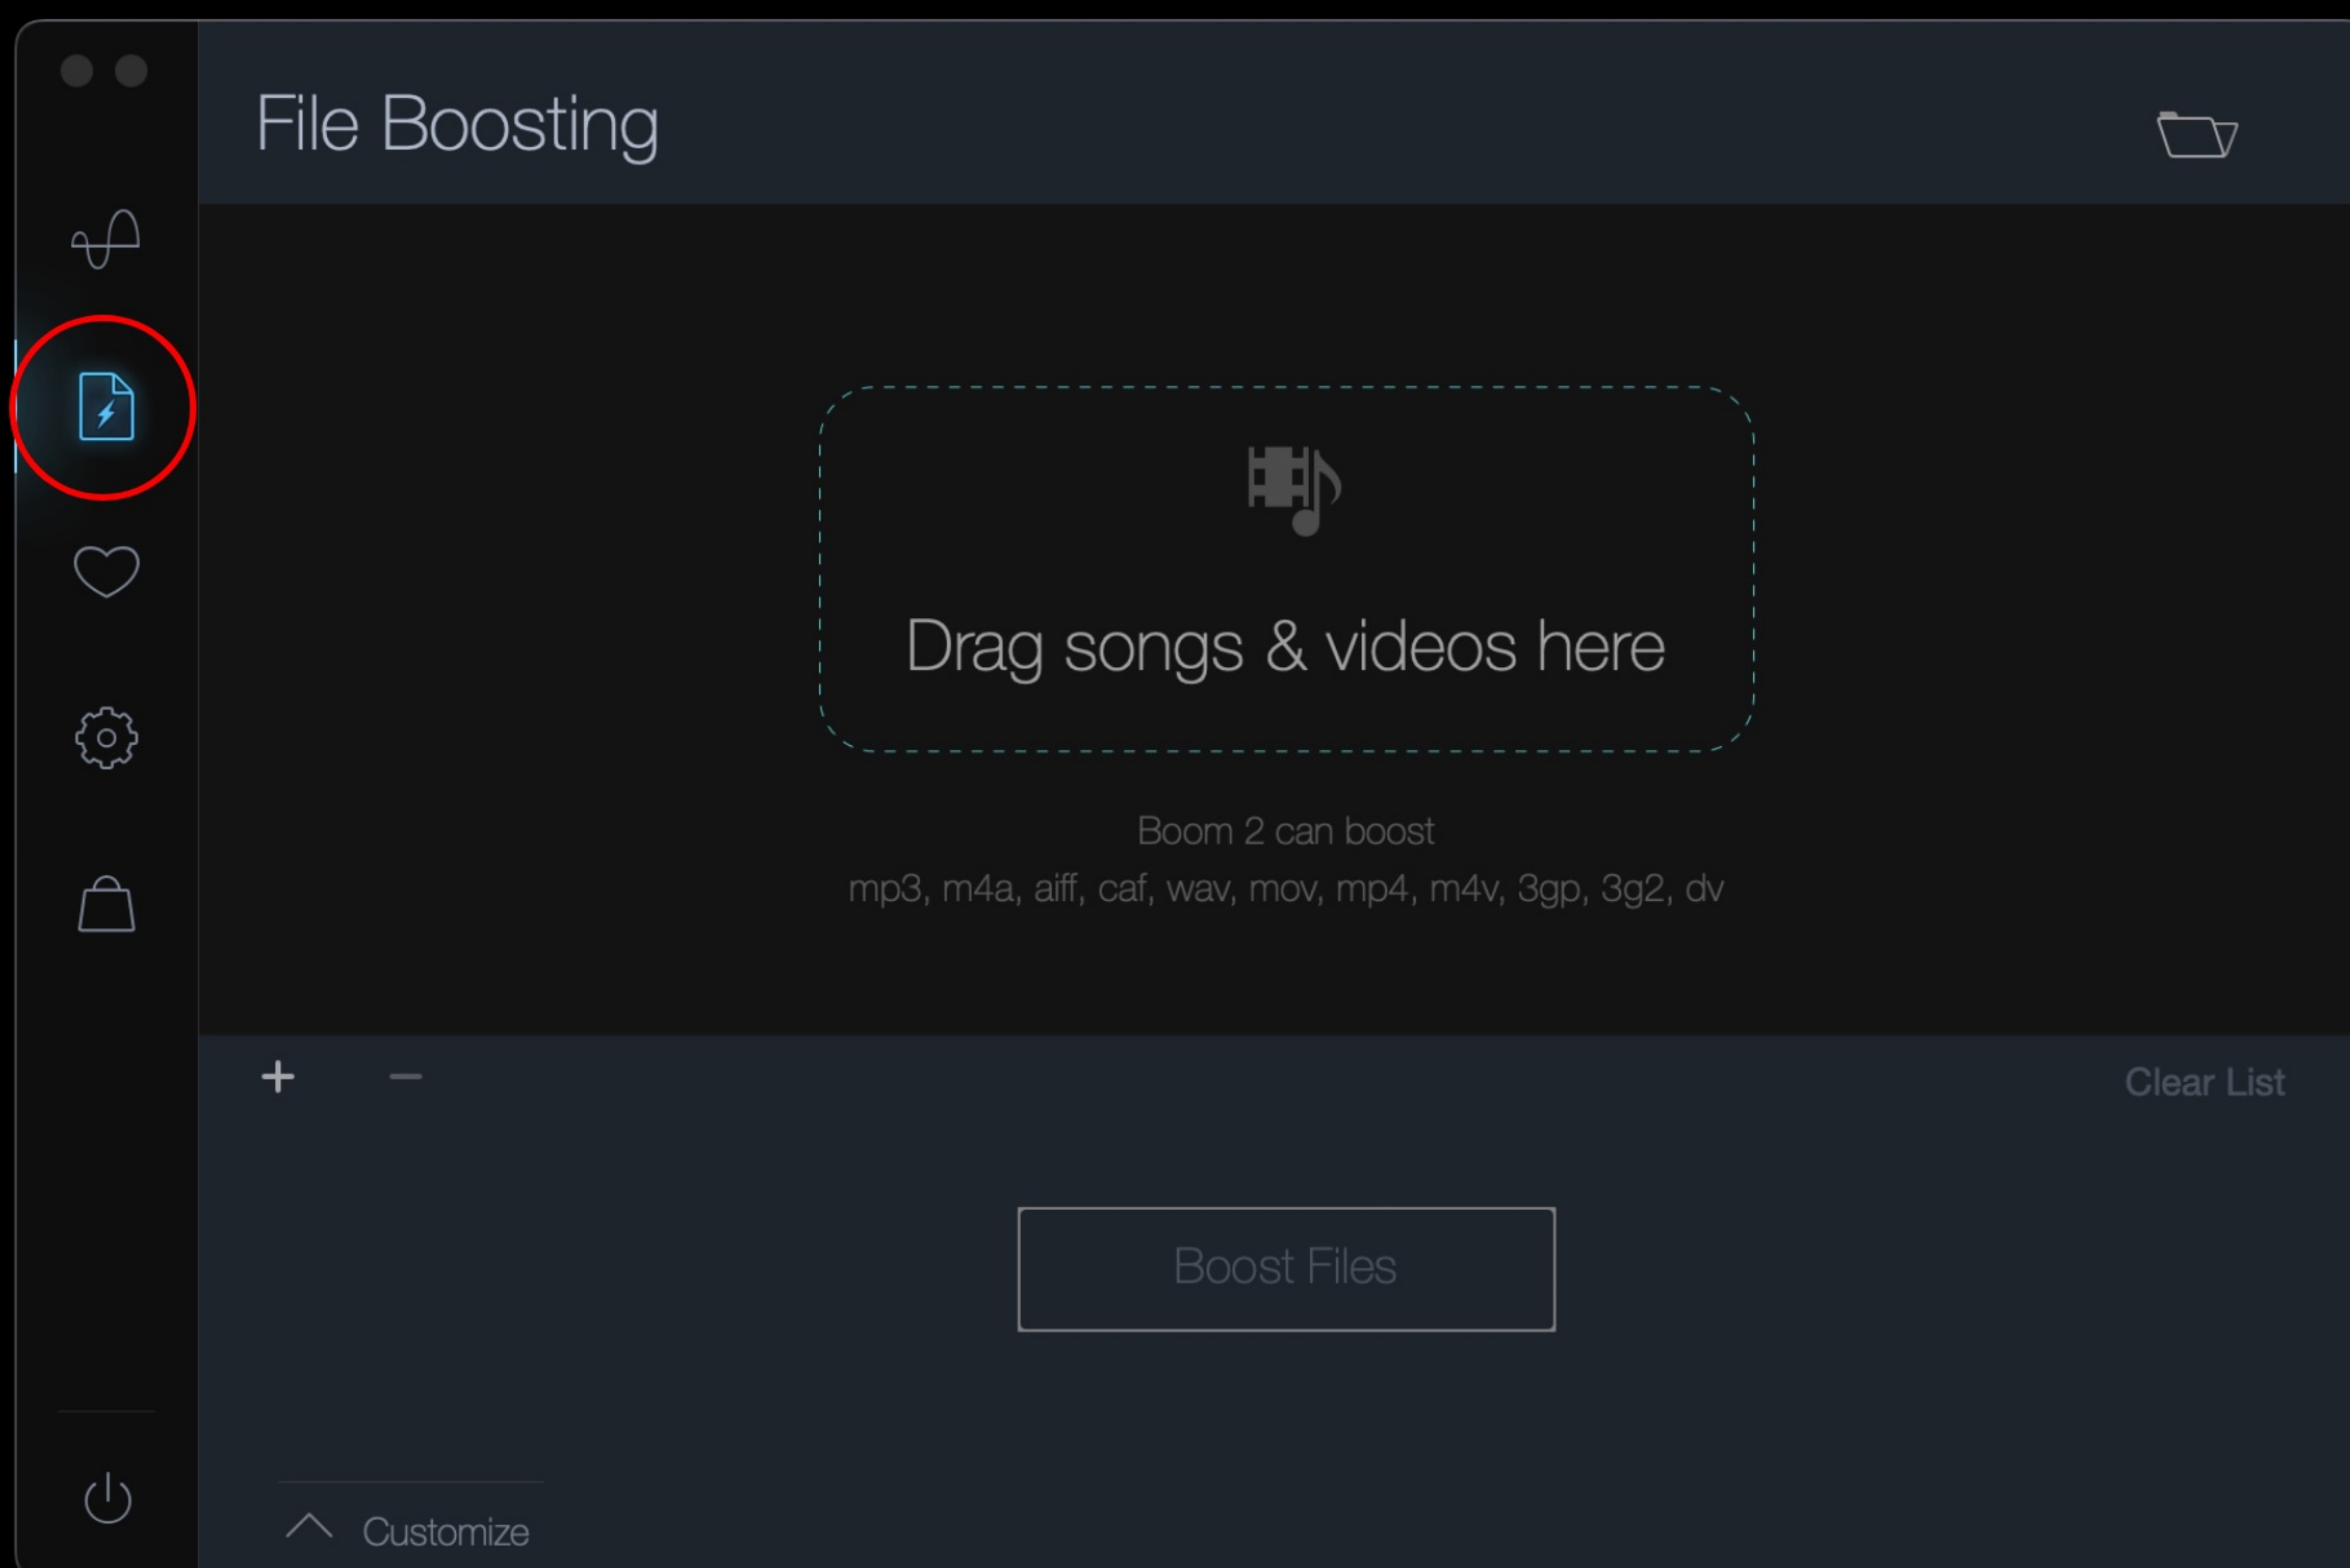 File Boosting
Drag songs & videos here
Boom 2 can boost
mp3, m4a, aiff, caf, wav, mov, mp4, m4v, 3gp, 3g2, dv
Clear List
Boost Files
Customize